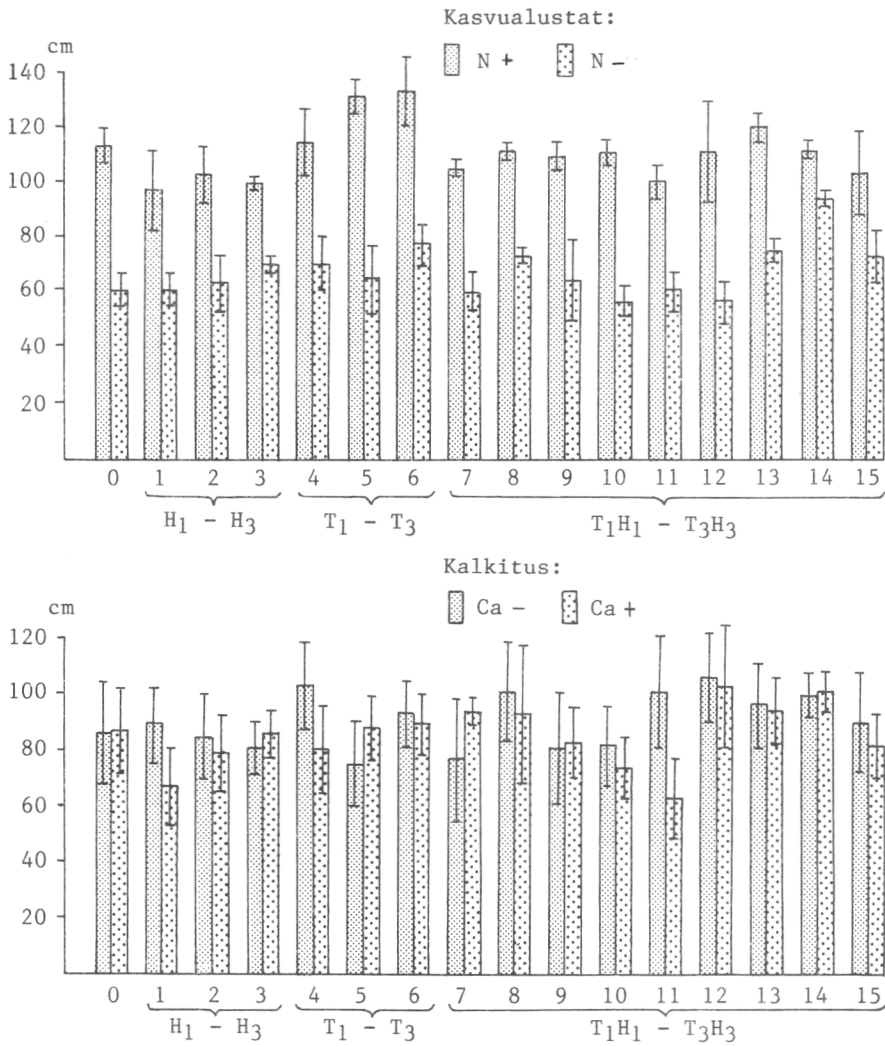 Kasvualustat:
cm
N + N –
140
120
100
80
60
40
20
0 1 2 3 4 5 6 7 8 9 10 11 12 13 14 15
H1 – H3 T1 – T3 T1H1 – T3H3
Kalkitus:
cm
Ca – Ca +
120
100
80
60
40
20
0 1 2 3 4 5 6 7 8 9 10 11 12 13 14 15
H1 – H3 T1 – T3 T1H1 – T3H3